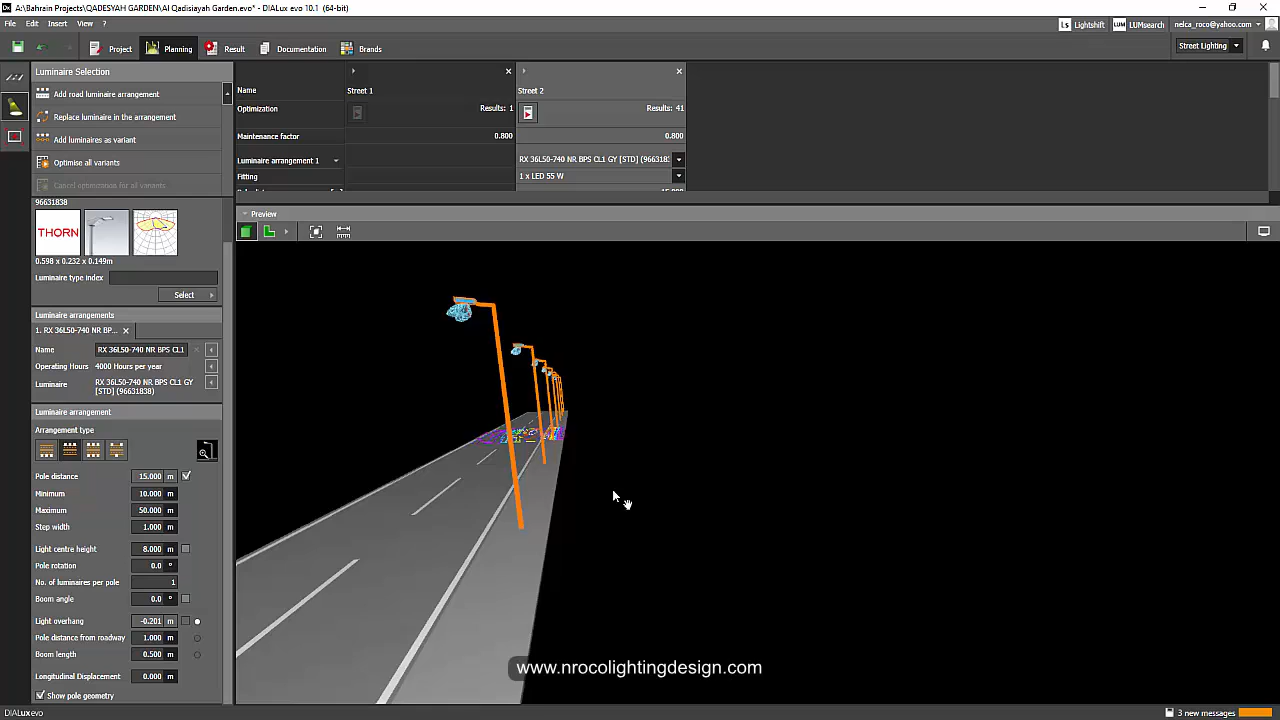 A:\Bahrain Projects\QADESYAH GARDEN\Al Qadisiayah Garden.evo* - DIALux evo 10.1 (64-bit)
File Edit Insert View ?
Ls Lightshift LUM LUMsearch nelca_roco@yahoo.com
Project Planning Result Documentation Brands
Street Lighting
Luminaire Selection
Add road luminaire arrangement
Replace luminaire in the arrangement
Add luminaires as variant
Optimise all variants
Cancel optimization for all variants
Name Street 1 Street 2
Optimization Results: 1 Results: 41
Maintenance factor 0.800 0.800
Luminaire arrangement 1 RX 36L50-740 NR BPS CL1 GY [STD] (966318:
Fitting 1 x LED 55 W
96631838
THORN
0.598 x 0.232 x 0.149m
Luminaire type index
Select
Preview
Luminaire arrangements
1. RX 36L50-740 NR BP...
Name RX 36L50-740 NR BPS CL1
Operating Hours 4000 Hours per year
Luminaire RX 36L50-740 NR BPS CL1 GY
[STD] (96631838)
Luminaire arrangement
Arrangement type
Pole distance 15.000 m
Minimum 10.000 m
Maximum 50.000 m
Step width 1.000 m
Light centre height 8.000 m
Pole rotation 0.0 °
No. of luminaires per pole 1
Boom angle 0.0 °
Light overhang -0.201 m
Pole distance from roadway 1.000 m
Boom length 0.500 m
Longitudinal Displacement 0.000 m
Show pole geometry
www.nrocolightingdesign.com
DIALux evo
3 new messages